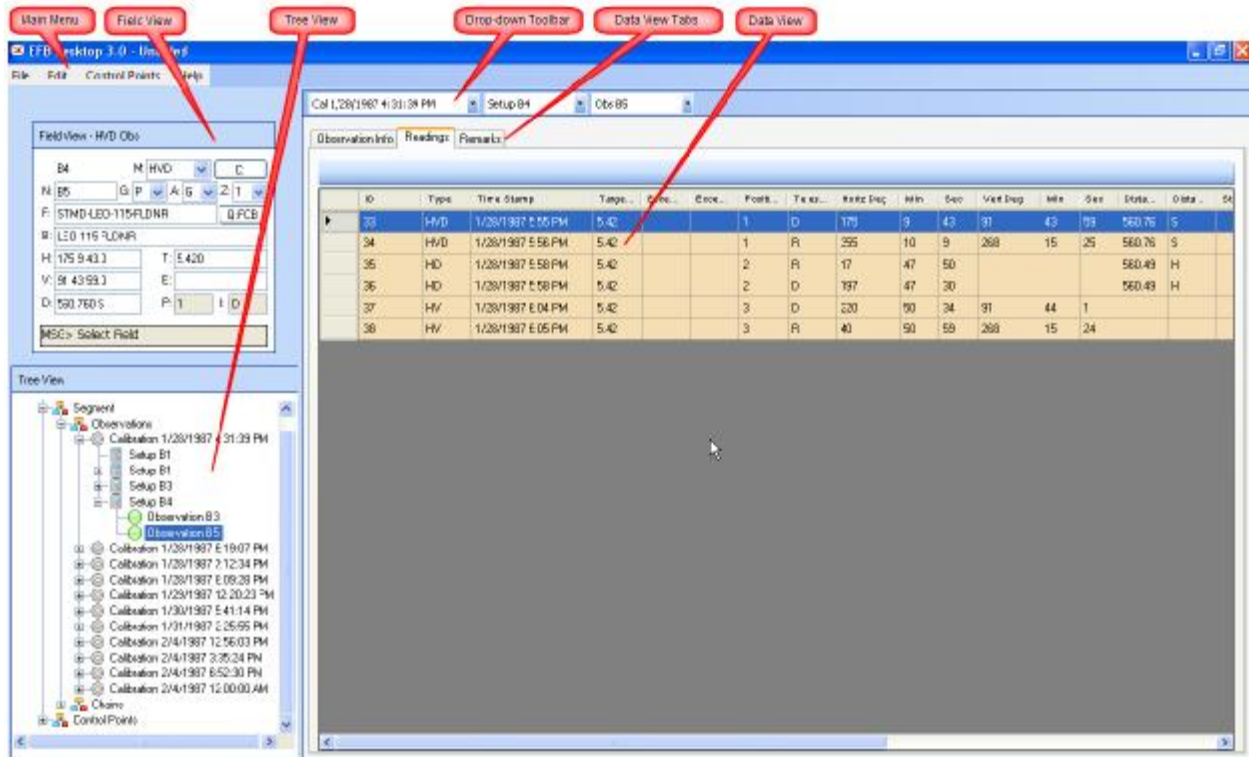 Main Menu Field View Tree View Drop-down Toolbar Data View Tabs Data View
EFB Desktop 3.0 -
File Edit Control Points Help
Cal 1/28/1987 4:31:39 PM Setup B4 Obs B5
Field View - HVD Obs
Observation Info Readings Remarks
B4 M: HVD C
N: B5 G: P A: G Z: 1
F: STMD-LEO-115-FLDNR Q:FCB
B: LEO 115 FLDNR
H: 175 9 43.0 T: 5.420
V: 91 43 59.0 E:
D: 560.760 S P: 1 I: D
MSG> Select Field
ID Type Time Stamp Targe... Enco... Posit... Horiz Deg Min Sec Vert Deg Min Sec Dista... Dista...
33 HVD 1/28/1987 5:55 PM 5.42 1 D 175 9 43 91 43 59 560.76 S
34 HVD 1/28/1987 5:56 PM 5.42 1 R 355 10 9 268 15 25 560.76 S
35 HD 1/28/1987 5:58 PM 5.42 2 R 17 47 50 560.49 H
36 HD 1/28/1987 5:58 PM 5.42 2 D 197 47 30 560.49 H
37 HV 1/28/1987 6:04 PM 5.42 3 D 220 50 34 91 44 1
38 HV 1/28/1987 6:05 PM 5.42 3 R 40 50 59 268 15 24
Tree View
Segment
Observations
Calibration 1/28/1987 4:31:39 PM
Setup B1
Setup B1
Setup B3
Setup B4
Observation B3
Observation B5
Calibration 1/28/1987 6:19:07 PM
Calibration 1/28/1987 7:12:34 PM
Calibration 1/28/1987 8:09:28 PM
Calibration 1/29/1987 12:20:23 PM
Calibration 1/30/1987 5:41:14 PM
Calibration 1/31/1987 2:25:55 PM
Calibration 2/4/1987 12:56:03 PM
Calibration 2/4/1987 3:35:24 PM
Calibration 2/4/1987 6:52:30 PM
Calibration 2/4/1987 12:00:00 AM
Chains
Control Points